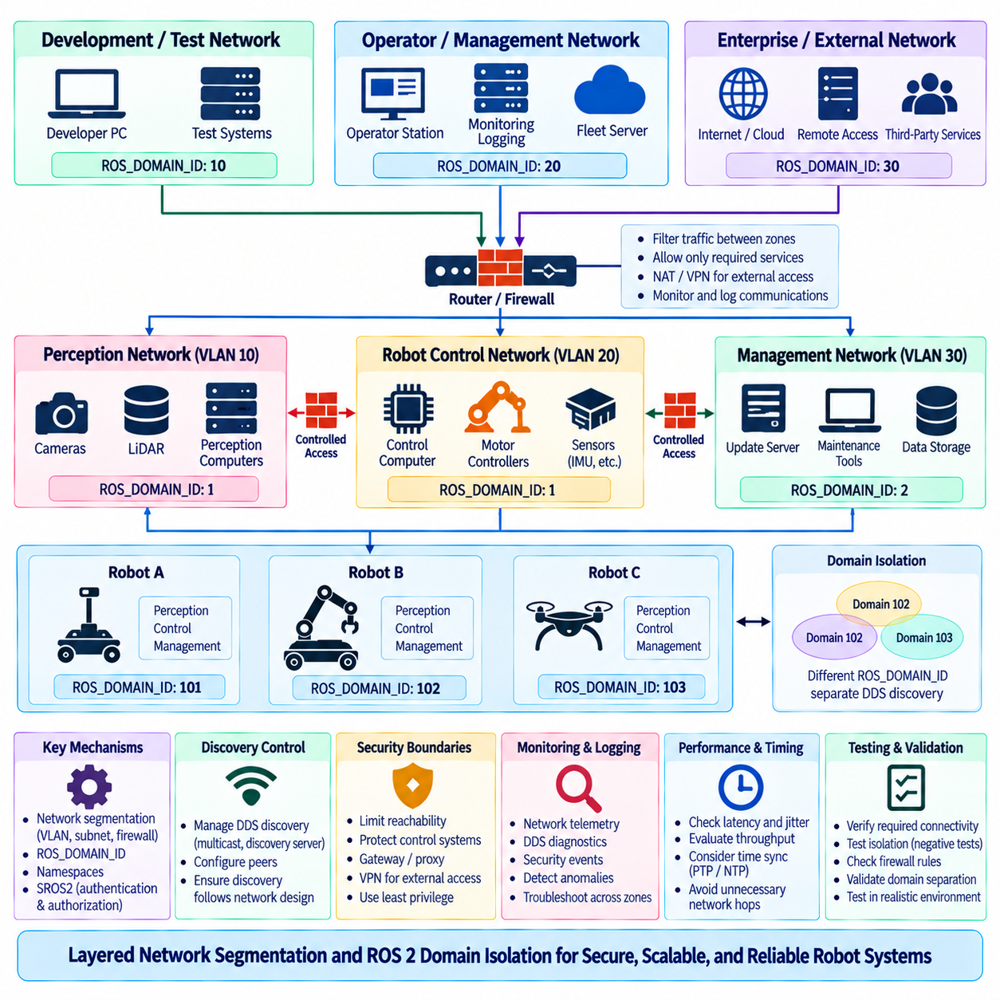 Development / Test Network
Developer PC
Test Systems
ROS_DOMAIN_ID: 10
Operator / Management Network
Operator Station
Monitoring
Logging
Fleet Server
ROS_DOMAIN_ID: 20
Enterprise / External Network
Internet / Cloud
Remote Access
Third-Party Services
ROS_DOMAIN_ID: 30
Router / Firewall
• Filter traffic between zones
• Allow only required services
• NAT / VPN for external access
• Monitor and log communications
Perception Network (VLAN 10)
Cameras
LiDAR
Perception
Computers
ROS_DOMAIN_ID: 1
Controlled
Access
Robot Control Network (VLAN 20)
Control
Computer
Motor
Controllers
Sensors
(IMU, etc.)
ROS_DOMAIN_ID: 1
Controlled
Access
Management Network (VLAN 30)
Update Server
Maintenance
Tools
Data Storage
ROS_DOMAIN_ID: 2
Robot A
Perception
Control
Management
ROS_DOMAIN_ID: 101
Robot B
Perception
Control
Management
ROS_DOMAIN_ID: 102
Robot C
Perception
Control
Management
ROS_DOMAIN_ID: 103
Domain Isolation
Domain 102
Domain 102
Domain 103
Different ROS_DOMAIN_ID
separate DDS discovery
Key Mechanisms
• Network segmentation
(VLAN, subnet, firewall)
• ROS_DOMAIN_ID
• Namespaces
• SROS2 (authentication
& authorization)
Discovery Control
• Manage DDS discovery
(multicast, discovery server)
• Configure peers
• Ensure discovery
follows network design
Security Boundaries
• Limit reachability
• Protect control systems
• Gateway / proxy
• VPN for external access
• Use least privilege
Monitoring & Logging
• Network telemetry
• DDS diagnostics
• Security events
• Detect anomalies
• Troubleshoot across zones
Performance & Timing
• Check latency and jitter
• Evaluate throughput
• Consider time sync
(PTP / NTP)
• Avoid unnecessary
network hops
Testing & Validation
• Verify required connectivity
• Test isolation (negative tests)
• Check firewall rules
• Validate domain separation
• Test in realistic environment
Layered Network Segmentation and ROS 2 Domain Isolation for Secure, Scalable, and Reliable Robot Systems